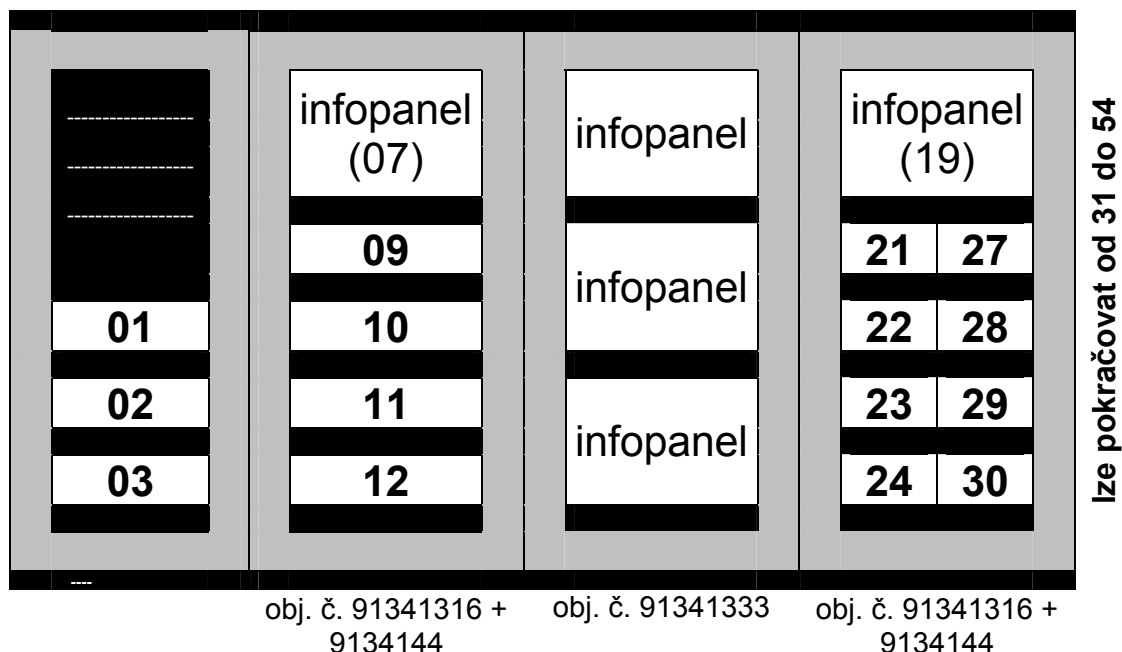 ------------------
------------------
------------------
01
02
03
----
infopanel
(07)
09
10
11
12
obj. č. 91341316 +
9134144
infopanel
infopanel
infopanel
obj. č. 91341333
infopanel
(19)
21 27
22 28
23 29
24 30
obj. č. 91341316 +
9134144
lze pokračovat od 31 do 54